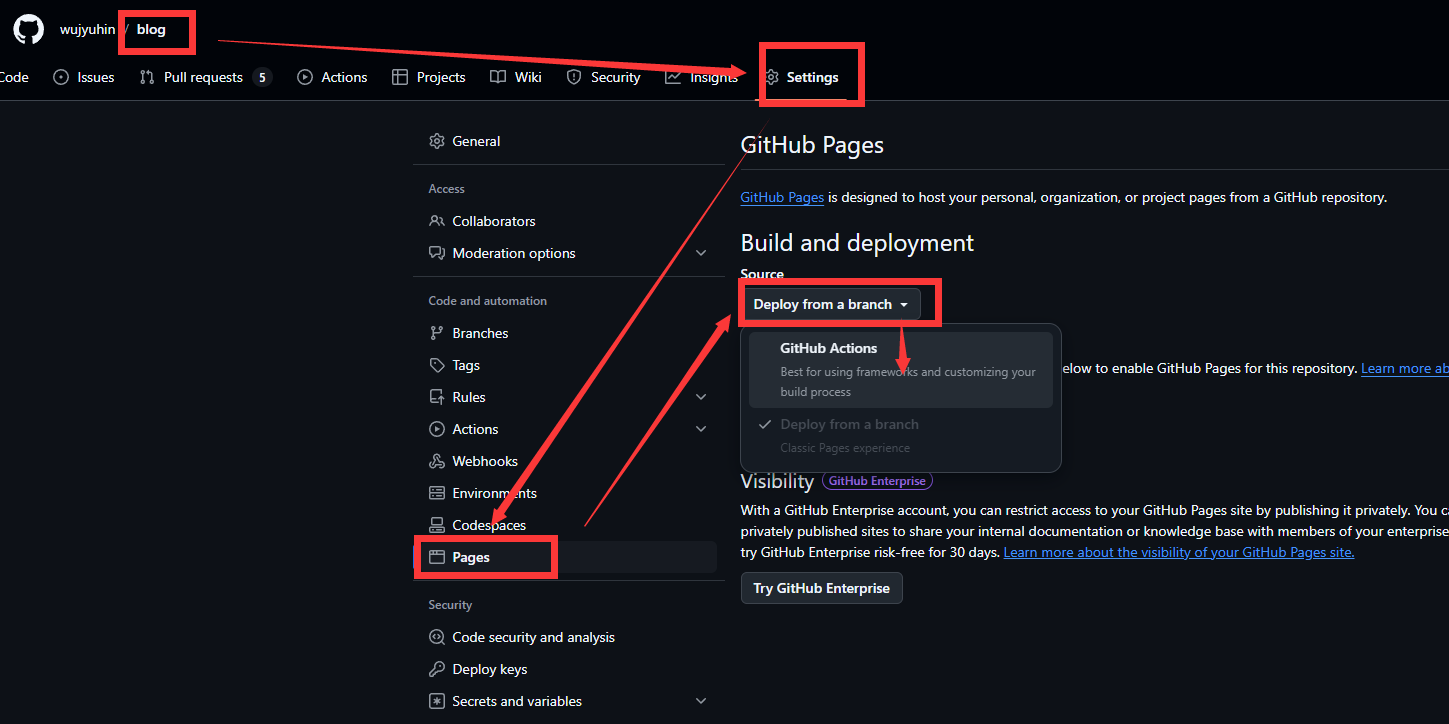 wujyuhin / blog
Code Issues Pull requests 5 Actions Projects Wiki Security Insights Settings
General
Access
Collaborators
Moderation options
Code and automation
Branches
Tags
Rules
Actions
Webhooks
Environments
Codespaces
Pages
Security
Code security and analysis
Deploy keys
Secrets and variables
GitHub Pages
GitHub Pages is designed to host your personal, organization, or project pages from a GitHub repository.
Build and deployment
Source
Deploy from a branch
GitHub Actions
Best for using frameworks and customizing your
build process
elow to enable GitHub Pages for this repository. Learn more ab
Deploy from a branch
Classic Pages experience
Visibility GitHub Enterprise
With a GitHub Enterprise account, you can restrict access to your GitHub Pages site by publishing it privately. You c
privately published sites to share your internal documentation or knowledge base with members of your enterprise
try GitHub Enterprise risk-free for 30 days. Learn more about the visibility of your GitHub Pages site.
Try GitHub Enterprise